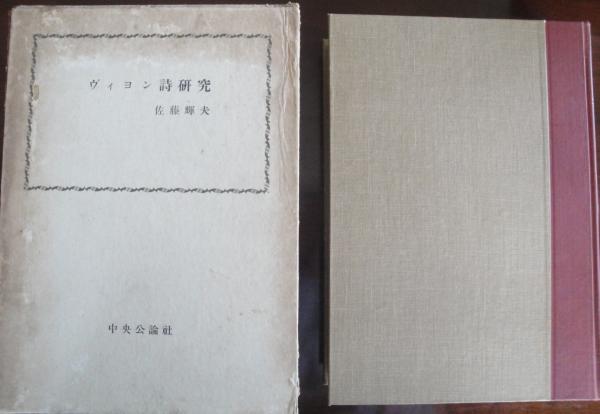 ヴィヨン詩研究
佐藤輝夫
中央公論社